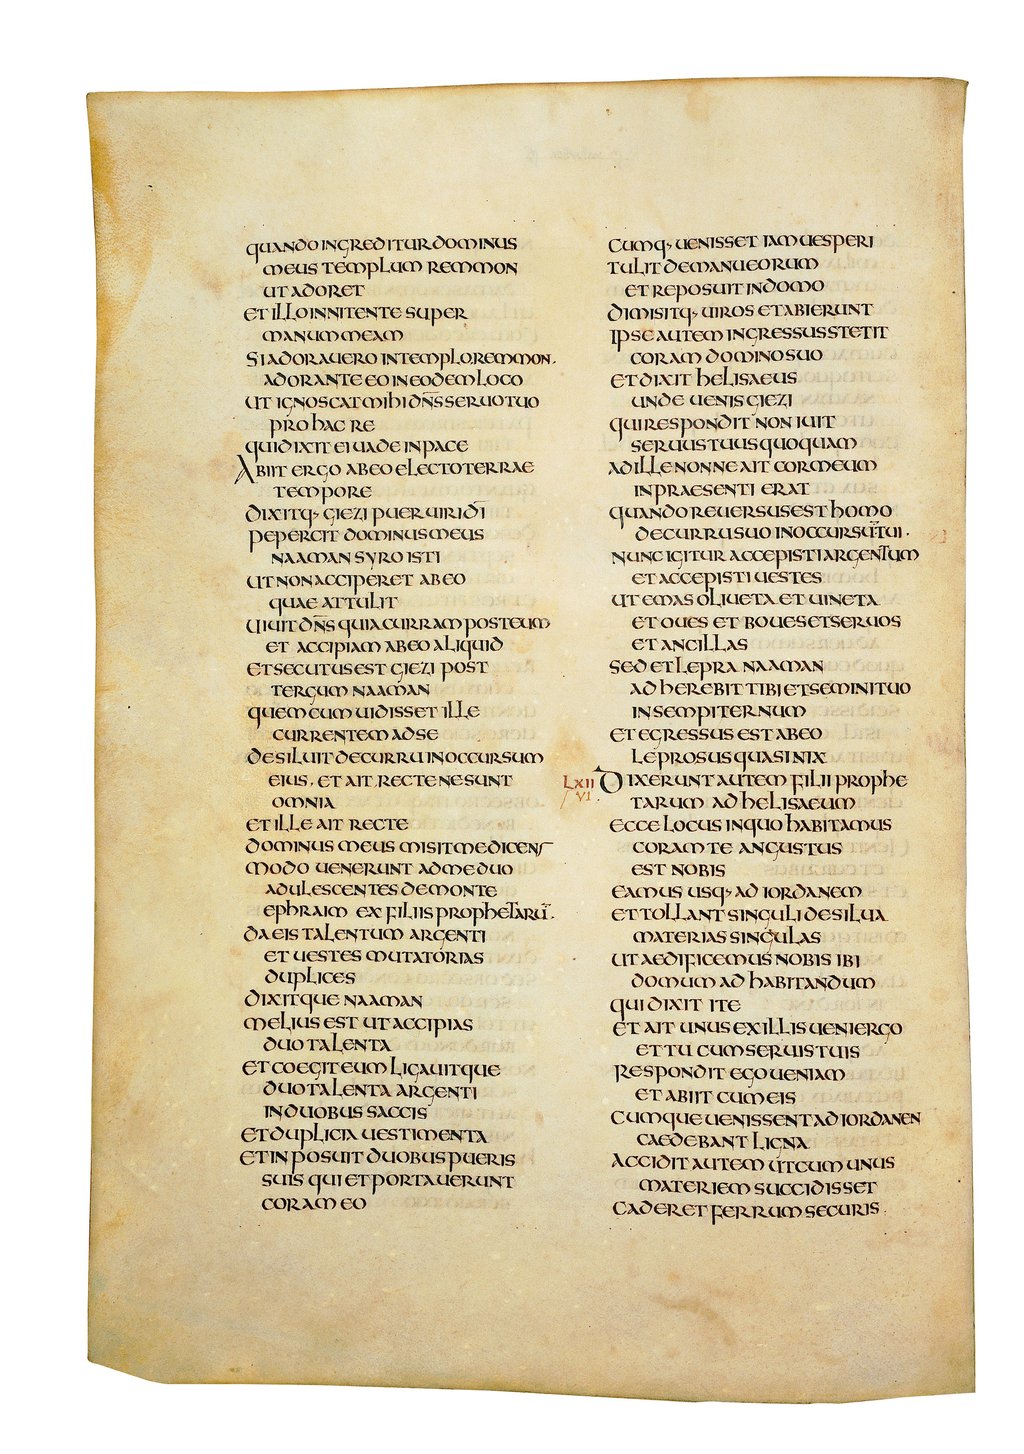 QUANDO INGREDITUR DOMINUS
MEUS TEMPLUM REMMON
UT ADORET
ET ILLO INNITENTE SUPER
MANUM MEAM
SI ADORAUERO IN TEMPLO REMMON.
ADORANTE EO IN EODEM LOCO
UT IGNOSCAT MIHI DN̄S SERUO TUO
PRO HAC RE
QUI DIXIT EI UADE IN PACE
ABIIT ERGO AB EO ELECTO TERRAE
TEMPORE
DIXITQ· GIEZI PUER UIRI DĪ
PEPERCIT DOMINUS MEUS
NAAMAN SYRO ISTI
UT NON ACCIPERET AB EO
QUAE ATTULIT
UIUIT DN̄S QUIA CURRAM POST EUM
ET ACCIPIAM AB EO ALIQUID
ET SECUTUS EST GIEZI POST
TERGUM NAAMAN
QUEM EUM UIDISSET ILLE
CURRENTEM AD SE
DESILUIT DE CURRU IN OCCURSUM
EIUS. ET AIT. RECTENE SUNT
OMNIA
ET ILLE AIT RECTE
DOMINUS MEUS MISIT ME DICENS
MODO UENERUNT AD ME DUO
ADULESCENTES DE MONTE
EPHRAIM EX FILIIS PROPHETARŪ.
DA EIS TALENTUM ARGENTI
ET UESTES MUTATORIAS
DUPLICES
DIXITQUE NAAMAN
MELIUS EST UT ACCIPIAS
DUO TALENTA
ET COEGIT EUM LIGAUITQUE
DUO TALENTA ARGENTI
IN DUOBUS SACCIS
ET DUPLICIA UESTIMENTA
ET INPOSUIT DUOBUS PUERIS
SUIS QUI ET PORTAUERUNT
CORAM EO
CUMQ· UENISSET IAM UESPERI
TULIT DE MANU EORUM
ET REPOSUIT IN DOMO
DIMISITQ· UIROS ET ABIERUNT
IPSE AUTEM INGRESSUS STETIT
CORAM DOMINO SUO
ET DIXIT HELISAEUS
UNDE UENIS GIEZI
QUI RESPONDIT NON IUIT
SERUUS TUUS QUOQUAM
AD ILLE NONNE AIT COR MEUM
IN PRAESENTI ERAT
QUANDO REUERSUS EST HOMO
DE CURRU SUO IN OCCURSŪ TUI.
NUNC IGITUR ACCEPISTI ARGENTUM
ET ACCEPISTI UESTES
UT EMAS OLIUETA ET UINETA
ET OUES ET BOUES ET SERUOS
ET ANCILLAS
SED ET LEPRA NAAMAN
ADHEREBIT TIBI ET SEMINI TUO
IN SEMPITERNUM
ET EGRESSUS EST AB EO
LEPROSUS QUASI NIX
LXII DIXERUNT AUTEM FILII PROPHE
VI. TARUM AD HELISAEUM
ECCE LOCUS IN QUO HABITAMUS
CORAM TE ANGUSTUS
EST NOBIS
EAMUS USQ· AD IORDANEM
ET TOLLANT SINGULI DE SILUA
MATERIAS SINGULAS
UT AEDIFICEMUS NOBIS IBI
DOMUM AD HABITANDUM
QUI DIXIT ITE
ET AIT UNUS EX ILLIS UENI ERGO
ET TU CUM SERUIS TUIS
RESPONDIT EGO UENIAM
ET ABIIT CUM EIS
CUMQUE UENISSENT AD IORDANEN
CAEDEBANT LIGNA
ACCIDIT AUTEM UT CUM UNUS
MATERIEM SUCCIDISSET
CADERET FERRUM SECURIS.